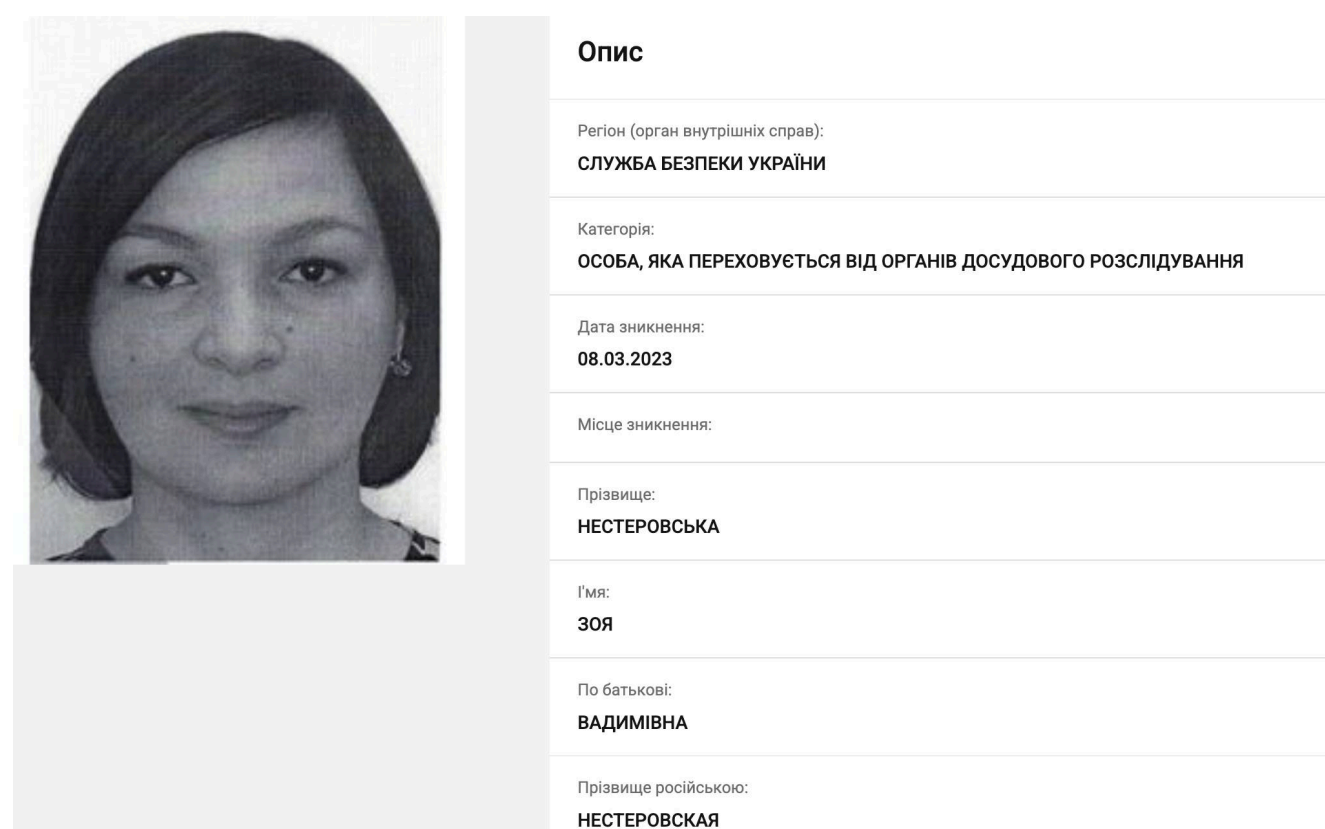 Опис
Регіон (орган внутрішніх справ):
СЛУЖБА БЕЗПЕКИ УКРАЇНИ
Категорія:
ОСОБА, ЯКА ПЕРЕХОВУЄТЬСЯ ВІД ОРГАНІВ ДОСУДОВОГО РОЗСЛІДУВАННЯ
Дата зникнення:
08.03.2023
Місце зникнення:
Прізвище:
НЕСТЕРОВСЬКА
І'мя:
ЗОЯ
По батькові:
ВАДИМІВНА
Прізвище російською:
НЕСТЕРОВСКАЯ